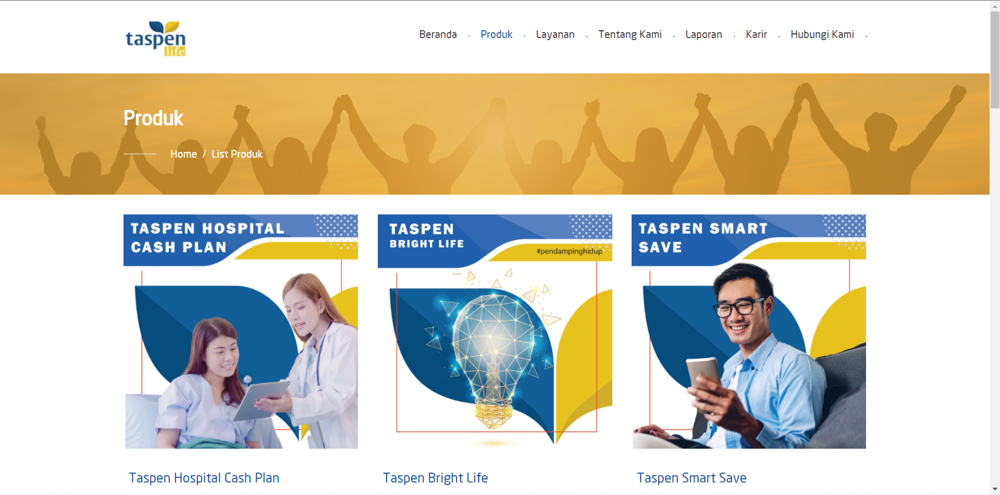 taspen
life
Beranda . Produk . Layanan . Tentang Kami . Laporan . Karir . Hubungi Kami .
Produk
Home / List Produk
TASPEN HOSPITAL
CASH PLAN
TASPEN
BRIGHT LIFE
#pendampinghidup
TASPEN SMART
SAVE
Taspen Hospital Cash Plan
Taspen Bright Life
Taspen Smart Save